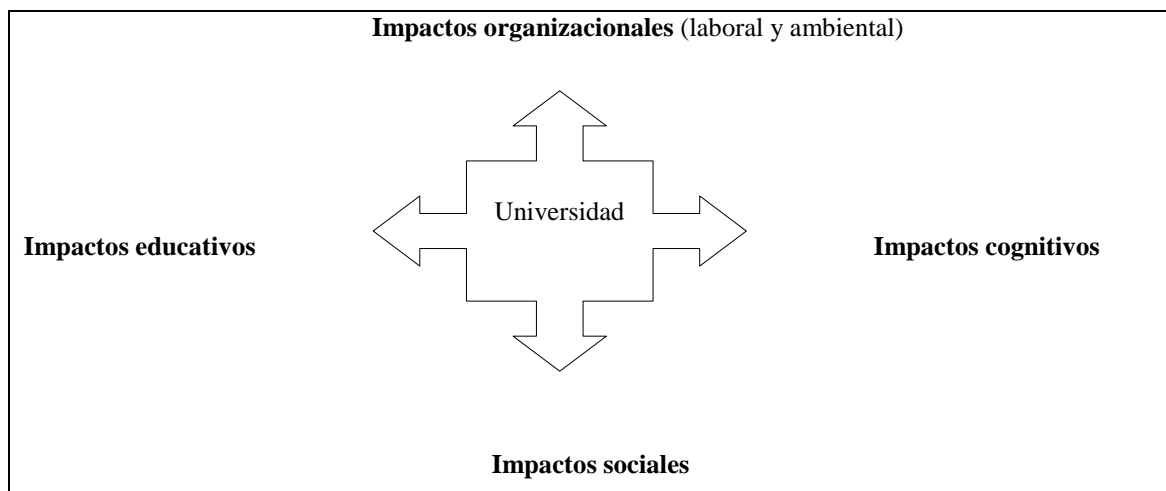 Impactos organizacionales (laboral y ambiental)
Universidad
Impactos educativos
Impactos cognitivos
Impactos sociales